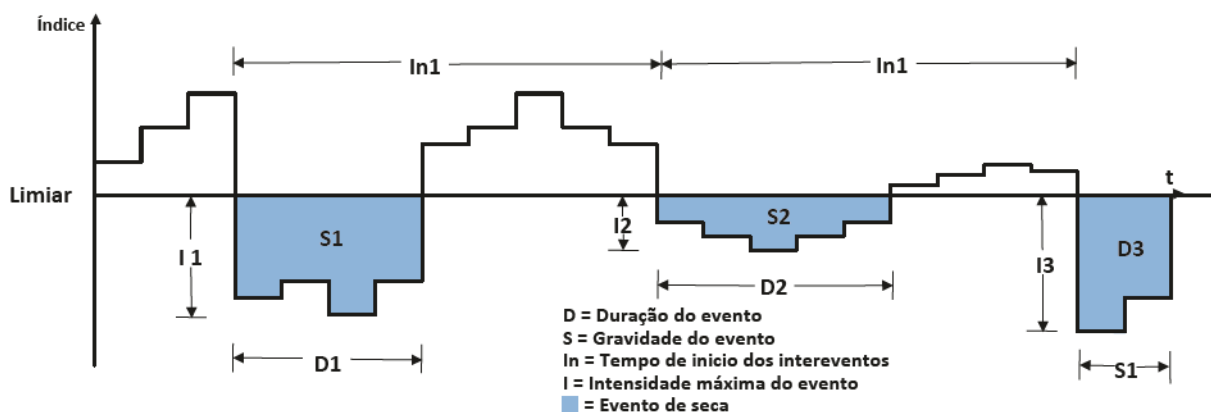 Índice
In1
In1
Limiar
t
S1
I 1
I2
S2
I3
D3
D1
D2
S1
D = Duração do evento
S = Gravidade do evento
In = Tempo de inicio dos intereventos
I = Intensidade máxima do evento
= Evento de seca